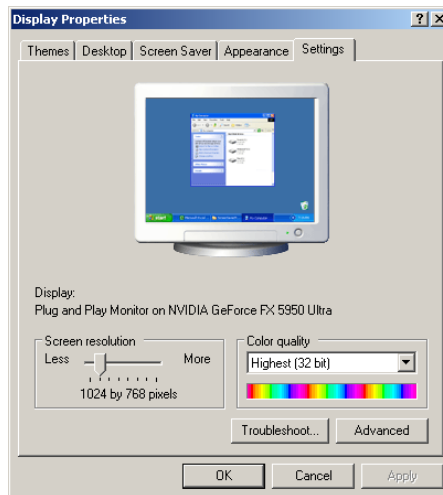 Display Properties
Themes Desktop Screen Saver Appearance Settings
Display:
Plug and Play Monitor on NVIDIA GeForce FX 5950 Ultra
Screen resolution
Less More
1024 by 768 pixels
Color quality
Highest (32 bit)
Troubleshoot... Advanced
OK Cancel Apply